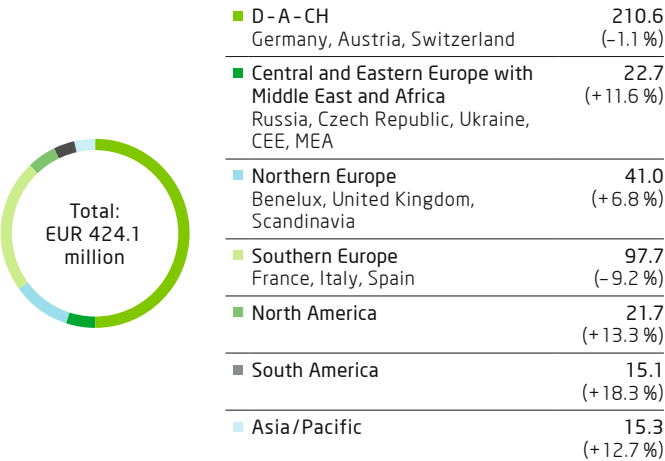 D-A-CH 210.6
Germany, Austria, Switzerland (–1.1 %)
Central and Eastern Europe with 22.7
Middle East and Africa (+11.6 %)
Russia, Czech Republic, Ukraine,
CEE, MEA
Northern Europe 41.0
Benelux, United Kingdom, (+6.8 %)
Scandinavia
Total:
EUR 424.1
million
Southern Europe 97.7
France, Italy, Spain (–9.2 %)
North America 21.7
(+13.3 %)
South America 15.1
(+18.3 %)
Asia/Pacific 15.3
(+12.7 %)